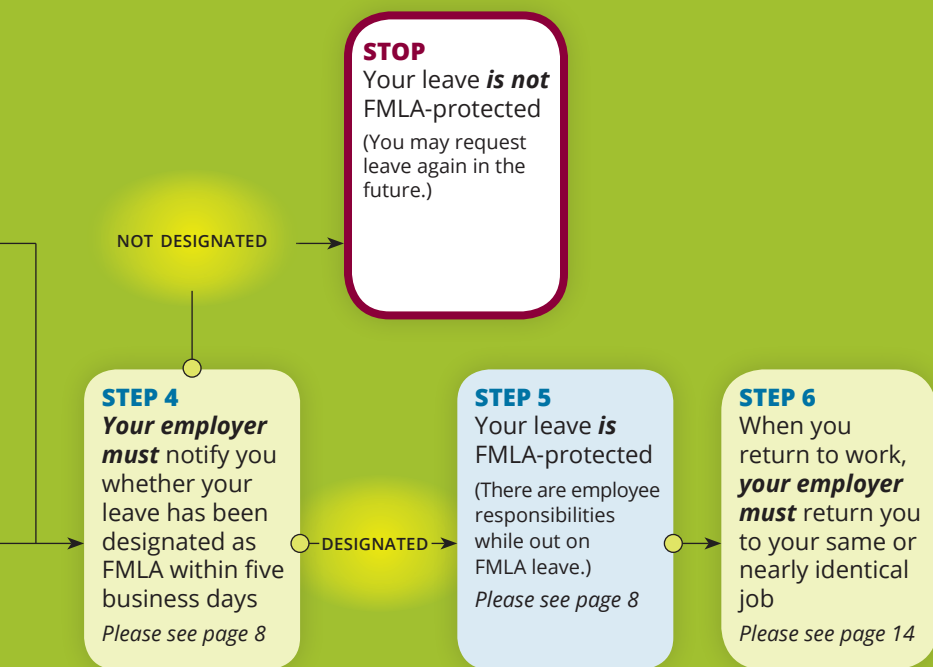 STOP
Your leave is not
FMLA-protected
(You may request
leave again in the
future.)
NOT DESIGNATED
STEP 4
Your employer
must notify you
whether your
leave has been
designated as
FMLA within five
business days
Please see page 8
DESIGNATED
STEP 5
Your leave is
FMLA-protected
(There are employee
responsibilities
while out on
FMLA leave.)
Please see page 8
STEP 6
When you
return to work,
your employer
must return you
to your same or
nearly identical
job
Please see page 14